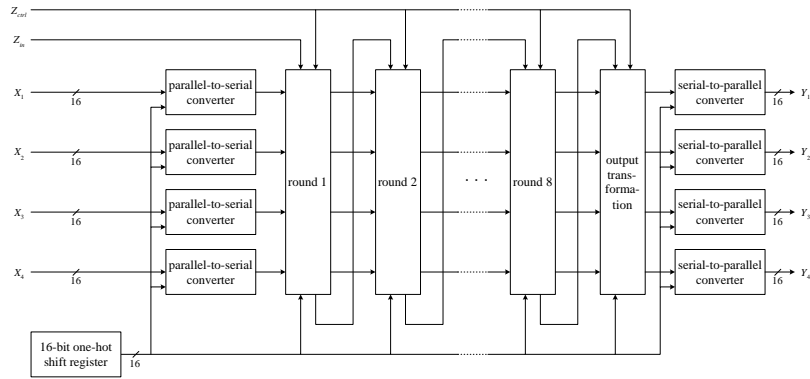 Z_ctrl
Z_in
X_1
16
parallel-to-serial
converter
X_2
16
parallel-to-serial
converter
X_3
16
parallel-to-serial
converter
X_4
16
parallel-to-serial
converter
round 1
round 2
. . .
round 8
output
trans-
forma-
tion
serial-to-parallel
converter
16
Y_1
serial-to-parallel
converter
16
Y_2
serial-to-parallel
converter
16
Y_3
serial-to-parallel
converter
16
Y_4
16-bit one-hot
shift register
16